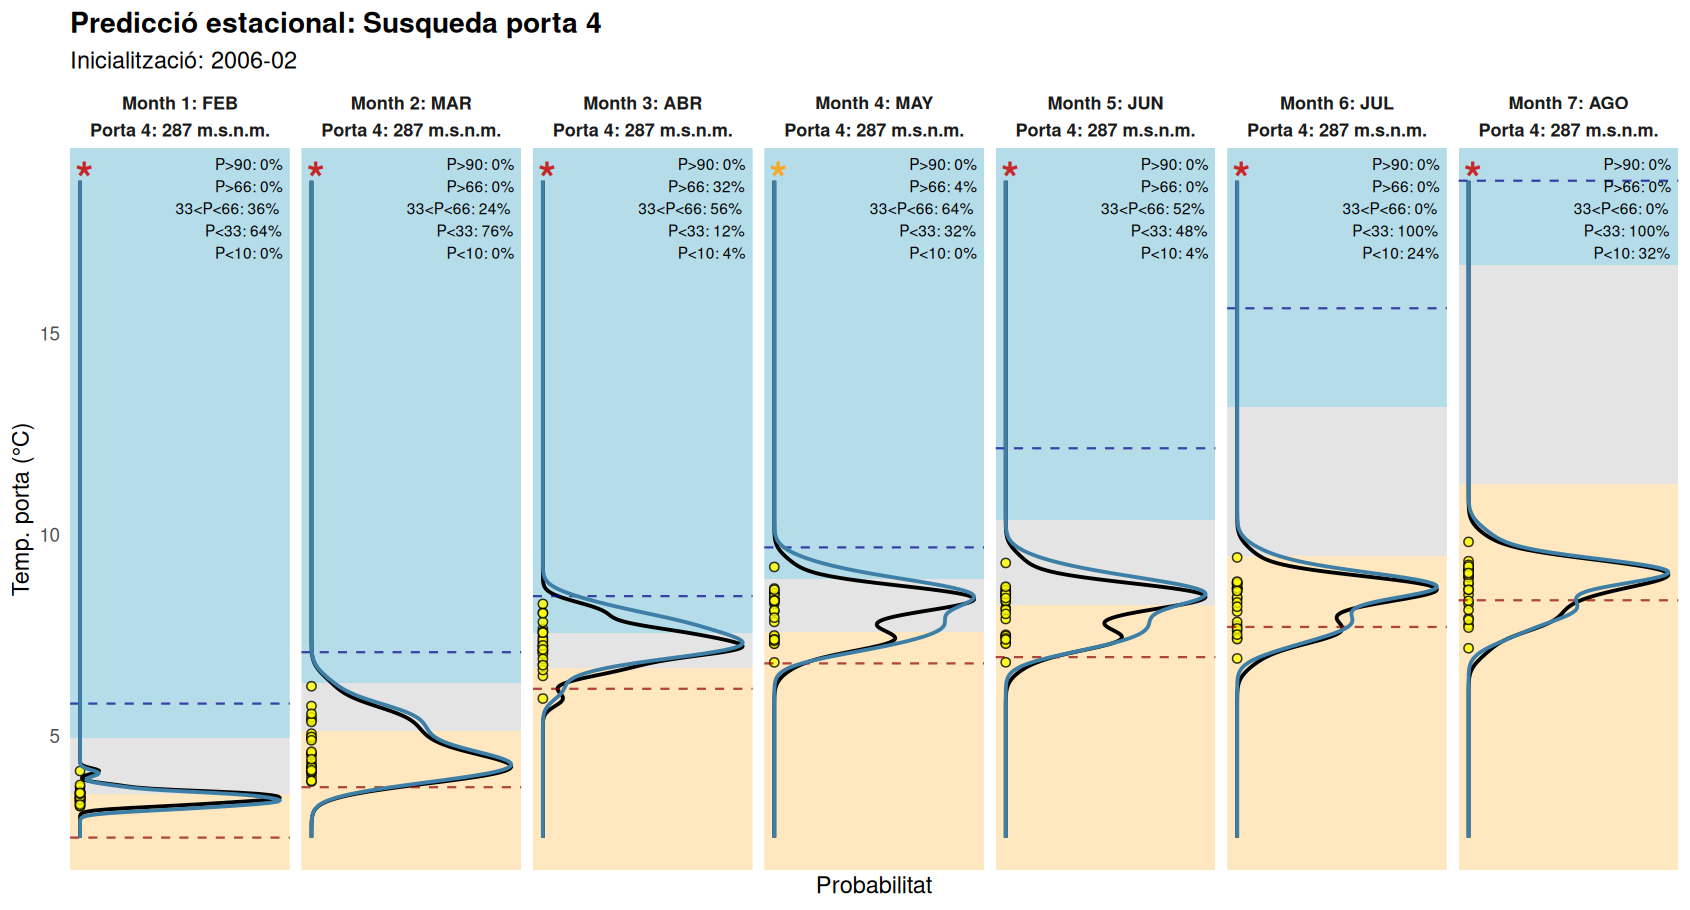 Predicció estacional: Susqueda porta 4
Inicialització: 2006-02
Month 1: FEB
Porta 4: 287 m.s.n.m.
Month 2: MAR
Porta 4: 287 m.s.n.m.
Month 3: ABR
Porta 4: 287 m.s.n.m.
Month 4: MAY
Porta 4: 287 m.s.n.m.
Month 5: JUN
Porta 4: 287 m.s.n.m.
Month 6: JUL
Porta 4: 287 m.s.n.m.
Month 7: AGO
Porta 4: 287 m.s.n.m.
P>90: 0%
P>66: 0%
33<P<66: 36%
P<33: 64%
P<10: 0%
P>90: 0%
P>66: 0%
33<P<66: 24%
P<33: 76%
P<10: 0%
P>90: 0%
P>66: 32%
33<P<66: 56%
P<33: 12%
P<10: 4%
P>90: 0%
P>66: 4%
33<P<66: 64%
P<33: 32%
P<10: 0%
P>90: 0%
P>66: 0%
33<P<66: 52%
P<33: 48%
P<10: 4%
P>90: 0%
P>66: 0%
33<P<66: 0%
P<33: 100%
P<10: 24%
P>90: 0%
P>66: 0%
33<P<66: 0%
P<33: 100%
P<10: 32%
15
10
5
Temp. porta (°C)
Probabilitat